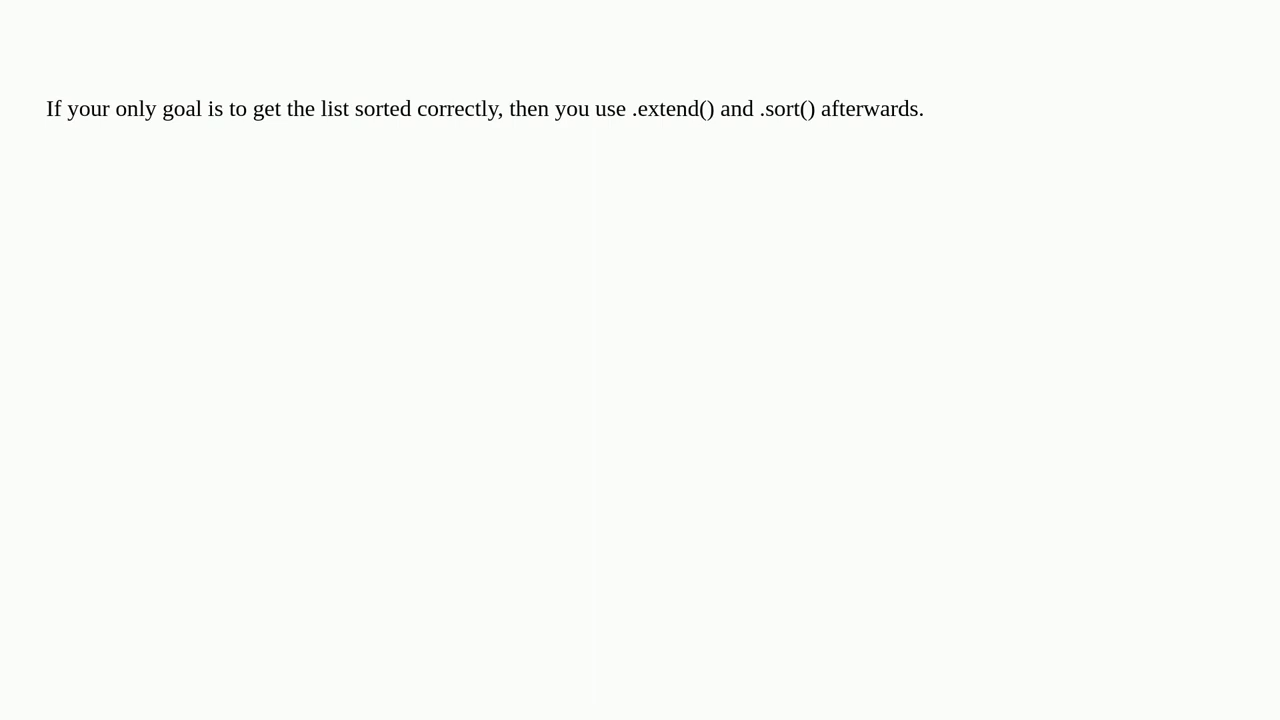 If your only goal is to get the list sorted correctly, then you use .extend() and .sort() afterwards.